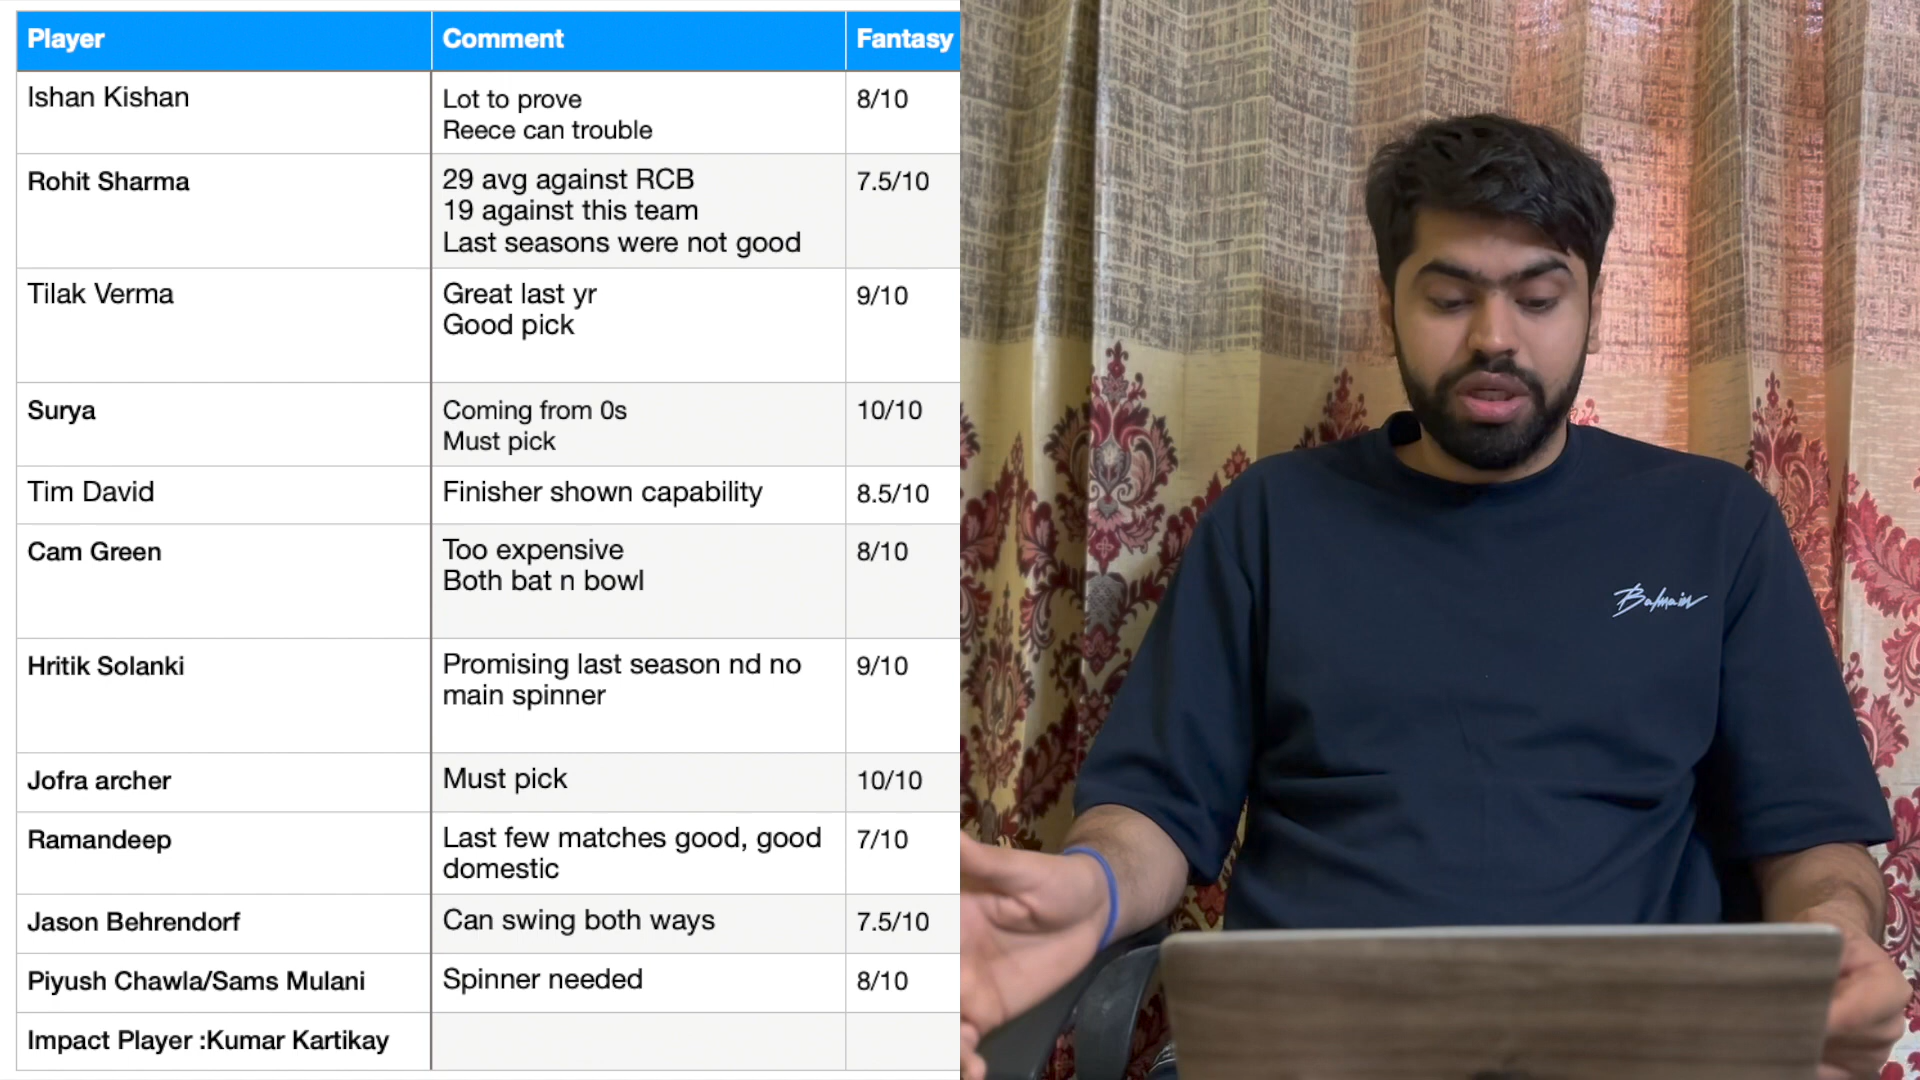 Player Comment Fantasy
Ishan Kishan Lot to prove 8/10
Reece can trouble
Rohit Sharma 29 avg against RCB 7.5/10
19 against this team
Last seasons were not good
Tilak Verma Great last yr 9/10
Good pick
Surya Coming from 0s 10/10
Must pick
Tim David Finisher shown capability 8.5/10
Cam Green Too expensive 8/10
Both bat n bowl
Hritik Solanki Promising last season nd no 9/10
main spinner
Jofra archer Must pick 10/10
Ramandeep Last few matches good, good 7/10
domestic
Jason Behrendorf Can swing both ways 7.5/10
Piyush Chawla/Sams Mulani Spinner needed 8/10
Impact Player :Kumar Kartikay
Balmain